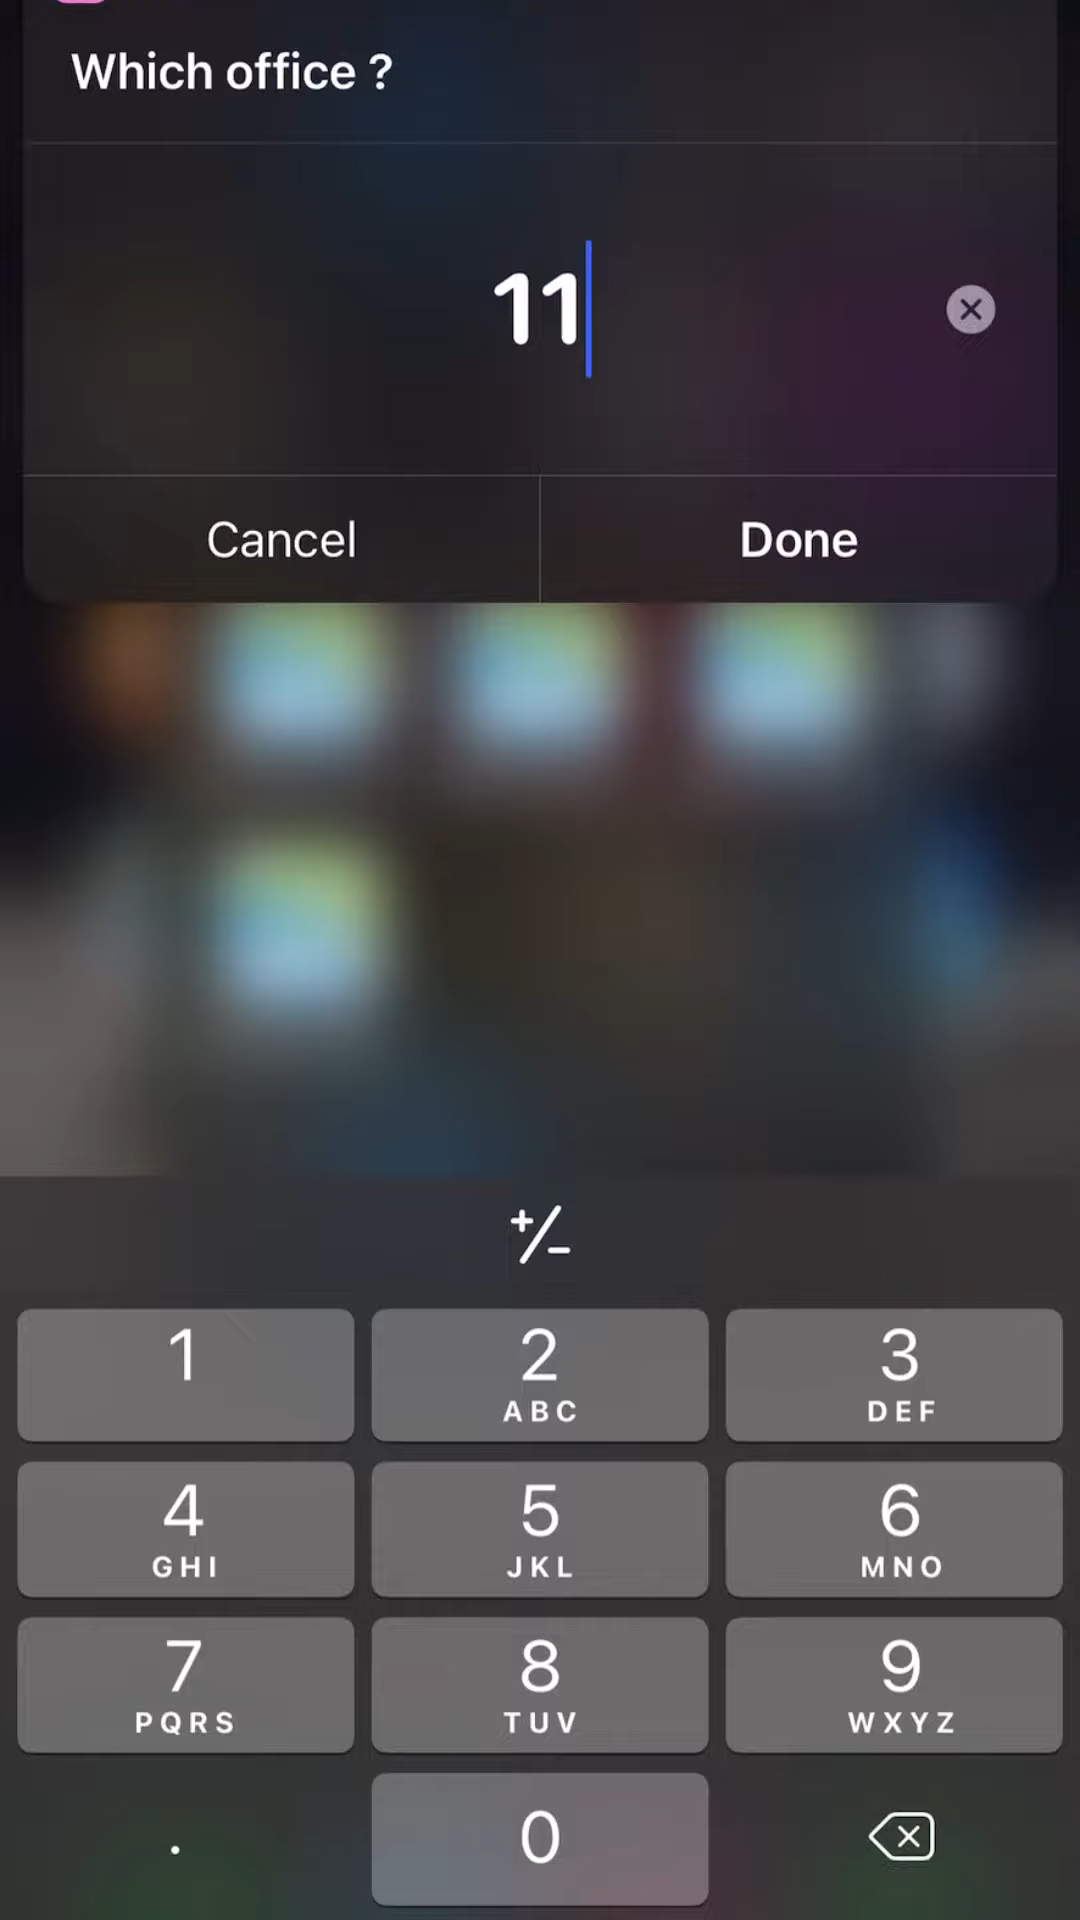 Which office ?
11
Cancel
Done
+/-
1
2
ABC
3
DEF
4
GHI
5
JKL
6
MNO
7
PQRS
8
TUV
9
WXYZ
.
0